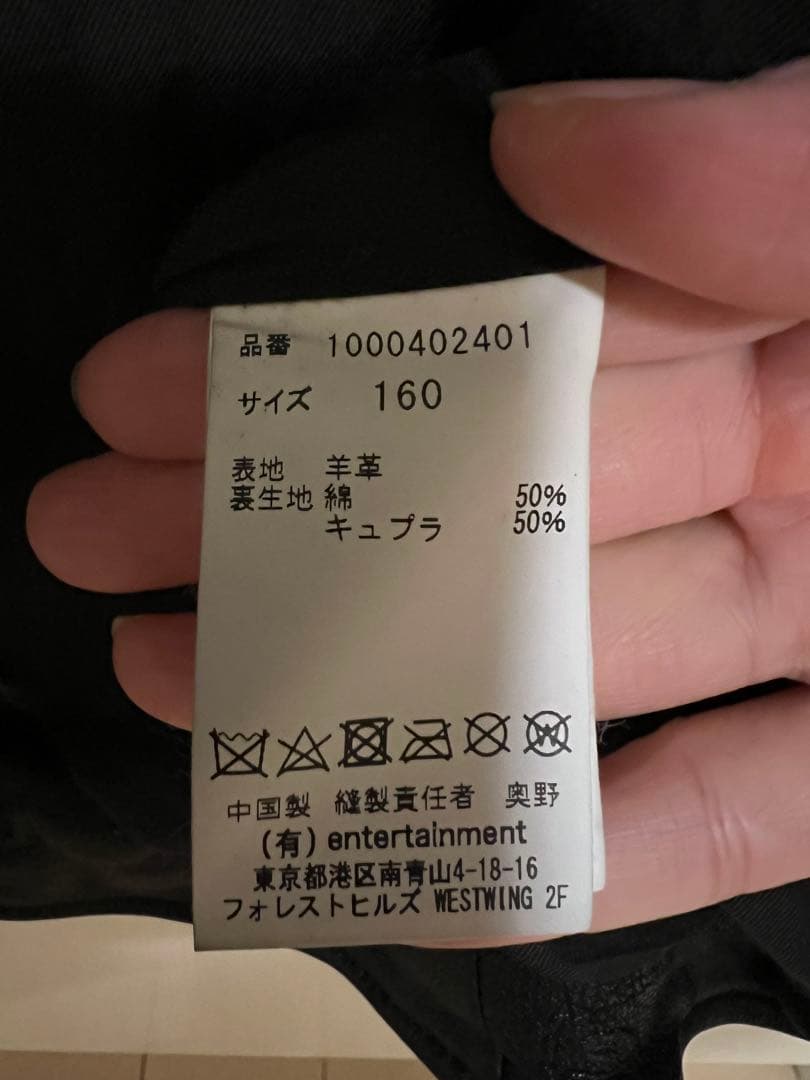 品番 1000402401
サイズ 160
表地 羊革
裏生地 綿 50%
キュプラ 50%
中国製 縫製責任者 奥野
(有) entertainment
東京都港区南青山4-18-16
フォレストヒルズ WESTWING 2F